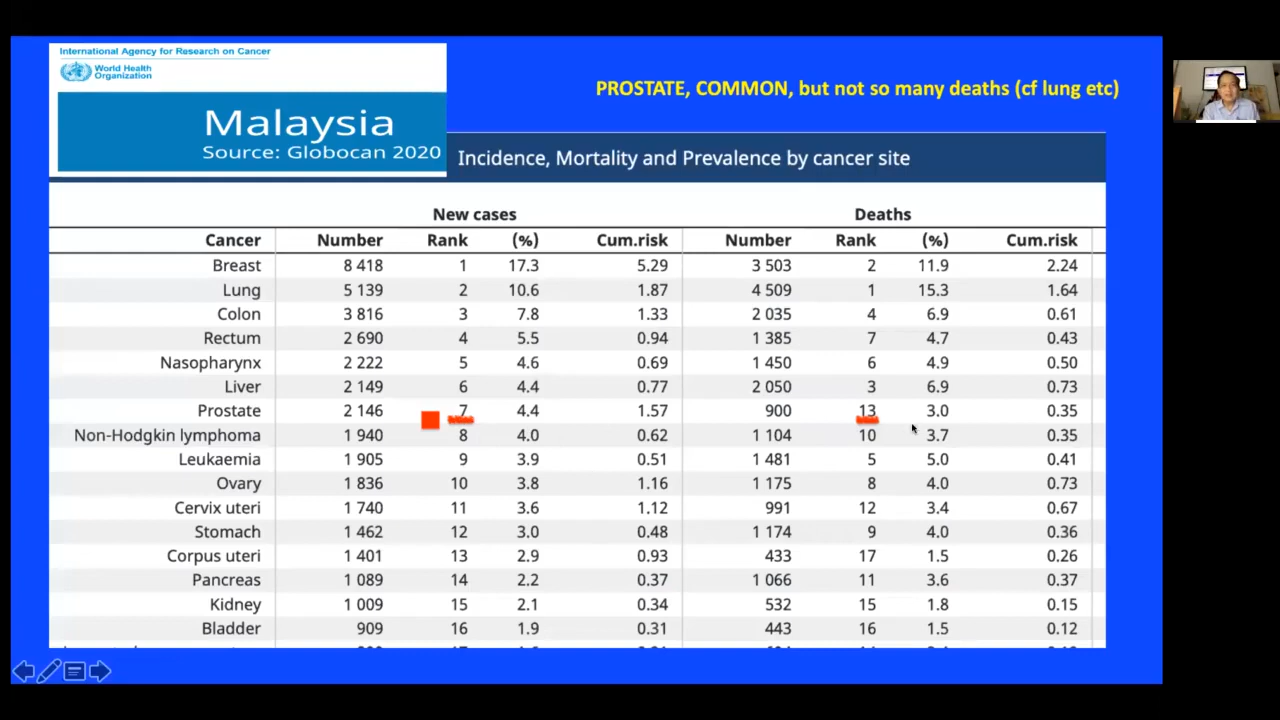 International Agency for Research on Cancer
World Health
Organization
PROSTATE, COMMON, but not so many deaths (cf lung etc)
Malaysia
Source: Globocan 2020
Incidence, Mortality and Prevalence by cancer site
New cases Deaths
Cancer Number Rank (%) Cum.risk Number Rank (%) Cum.risk
Breast 8 418 1 17.3 5.29 3 503 2 11.9 2.24
Lung 5 139 2 10.6 1.87 4 509 1 15.3 1.64
Colon 3 816 3 7.8 1.33 2 035 4 6.9 0.61
Rectum 2 690 4 5.5 0.94 1 385 7 4.7 0.43
Nasopharynx 2 222 5 4.6 0.69 1 450 6 4.9 0.50
Liver 2 149 6 4.4 0.77 2 050 3 6.9 0.73
Prostate 2 146 7 4.4 1.57 900 13 3.0 0.35
Non-Hodgkin lymphoma 1 940 8 4.0 0.62 1 104 10 3.7 0.35
Leukaemia 1 905 9 3.9 0.51 1 481 5 5.0 0.41
Ovary 1 836 10 3.8 1.16 1 175 8 4.0 0.73
Cervix uteri 1 740 11 3.6 1.12 991 12 3.4 0.67
Stomach 1 462 12 3.0 0.48 1 174 9 4.0 0.36
Corpus uteri 1 401 13 2.9 0.93 433 17 1.5 0.26
Pancreas 1 089 14 2.2 0.37 1 066 11 3.6 0.37
Kidney 1 009 15 2.1 0.34 532 15 1.8 0.15
Bladder 909 16 1.9 0.31 443 16 1.5 0.12